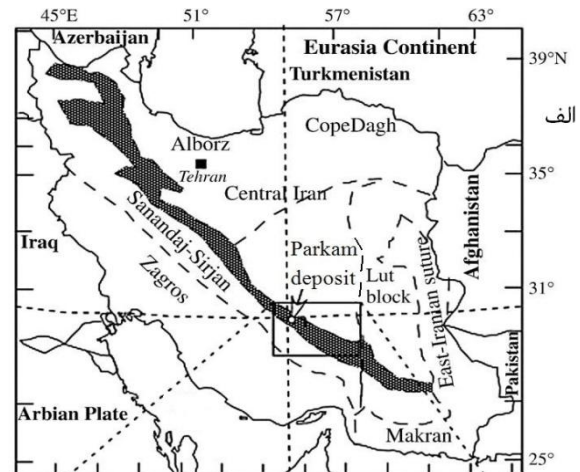 45°E 51° 57° 63°
Azerbaijan
Eurasia Continent
39°N
Turkmenistan
الف
CopeDagh
Alborz
Tehran
35°
Central Iran
Afghanistan
Sanandaj-Sirjan
Iraq
Zagros
Parkam
deposit
Lut
block
East-Iranian suture
31°
Pakistan
Arbian Plate
Makran
25°